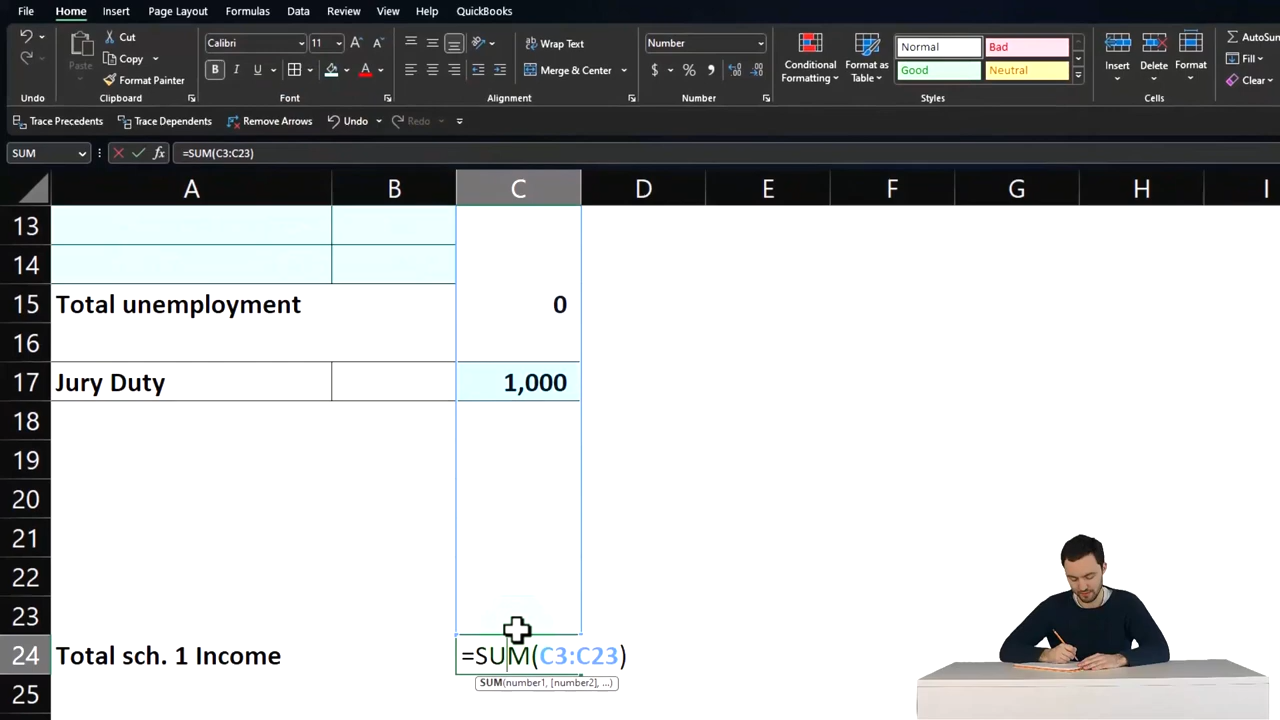 File Home Insert Page Layout Formulas Data Review View Help QuickBooks
Cut Calibri 11 Wrap Text Number Normal Bad AutoSum
Paste Copy Conditional Formatting Format as Table Insert Delete Format Fill
Format Painter B I U Merge & Center $ % Good Neutral Clear
Undo Clipboard Font Alignment Number Styles Cells
Trace Precedents Trace Dependents Remove Arrows Undo Redo
SUM fx =SUM(C3:C23)
A B C D E F G H I
13
14
15 Total unemployment 0
16
17 Jury Duty 1,000
18
19
20
21
22
23
24 Total sch. 1 Income =SUM(C3:C23)
SUM(number1, [number2], ...)
25